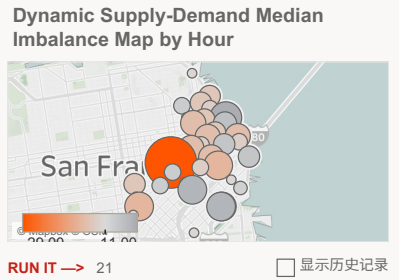 Dynamic Supply-Demand Median
Imbalance Map by Hour
80
San Fra
© Mapbox © OSM
RUN IT —> 21
显示历史记录